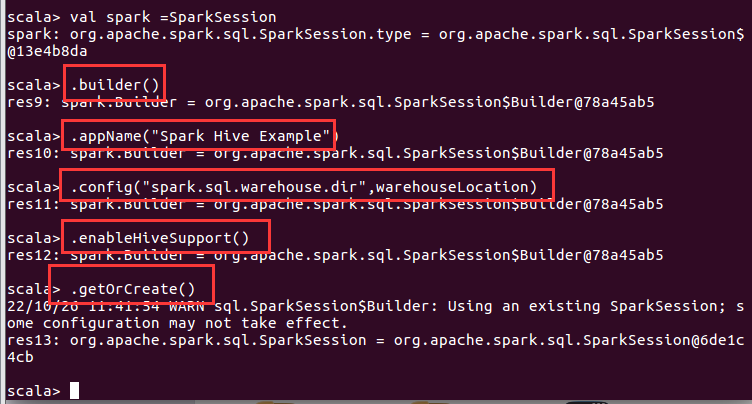 scala> val spark =SparkSession
spark: org.apache.spark.sql.SparkSession.type = org.apache.spark.sql.SparkSession$
@13e4b8da
scala> .builder()
res9: spark.Builder = org.apache.spark.sql.SparkSession$Builder@78a45ab5
scala> .appName("Spark Hive Example")
res10: spark.Builder = org.apache.spark.sql.SparkSession$Builder@78a45ab5
scala> .config("spark.sql.warehouse.dir",warehouseLocation)
res11: spark.Builder = org.apache.spark.sql.SparkSession$Builder@78a45ab5
scala> .enableHiveSupport()
res12: spark.Builder = org.apache.spark.sql.SparkSession$Builder@78a45ab5
scala> .getOrCreate()
22/10/26 11:41:54 WARN sql.SparkSession$Builder: Using an existing SparkSession; s
ome configuration may not take effect.
res13: org.apache.spark.sql.SparkSession = org.apache.spark.sql.SparkSession@6de1c
4cb
scala>